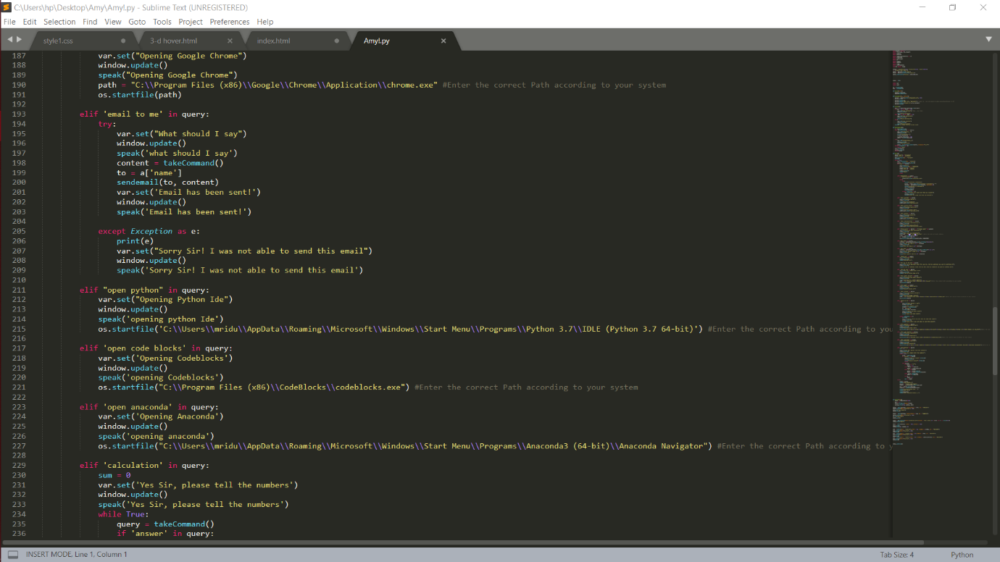 C:\Users\hp\Desktop\Amy\Amyl.py - Sublime Text (UNREGISTERED)
File Edit Selection Find View Goto Tools Project Preferences Help
style1.css 3-d hover.html index.html Amyl.py
187 var.set("Opening Google Chrome")
188 window.update()
189 speak("Opening Google Chrome")
190 path = "C:\\Program Files (x86)\\Google\\Chrome\\Application\\chrome.exe" #Enter the correct Path according to your system
191 os.startfile(path)
192
193 elif 'email to me' in query:
194 try:
195 var.set("What should I say")
196 window.update()
197 speak('what should I say')
198 content = takeCommand()
199 to = a['name']
200 sendemail(to, content)
201 var.set('Email has been sent!')
202 window.update()
203 speak('Email has been sent!')
204
205 except Exception as e:
206 print(e)
207 var.set("Sorry Sir! I was not able to send this email")
208 window.update()
209 speak('Sorry Sir! I was not able to send this email')
210
211 elif "open python" in query:
212 var.set("Opening Python Ide")
213 window.update()
214 speak('opening python Ide')
215 os.startfile('C:\\Users\\mridu\\AppData\\Roaming\\Microsoft\\Windows\\Start Menu\\Programs\\Python 3.7\\IDLE (Python 3.7 64-bit)') #Enter the correct Path according to you
216
217 elif 'open code blocks' in query:
218 var.set('Opening Codeblocks')
219 window.update()
220 speak('opening Codeblocks')
221 os.startfile("C:\\Program Files (x86)\\CodeBlocks\\codeblocks.exe") #Enter the correct Path according to your system
222
223 elif 'open anaconda' in query:
224 var.set('Opening Anaconda')
225 window.update()
226 speak('opening anaconda')
227 os.startfile("C:\\Users\\mridu\\AppData\\Roaming\\Microsoft\\Windows\\Start Menu\\Programs\\Anaconda3 (64-bit)\\Anaconda Navigator") #Enter the correct Path according to y
228
229 elif 'calculation' in query:
230 sum = 0
231 var.set('Yes Sir, please tell the numbers')
232 window.update()
233 speak('Yes Sir, please tell the numbers')
234 while True:
235 query = takeCommand()
236 if 'answer' in query:
INSERT MODE, Line 1, Column 1 Tab Size: 4 Python